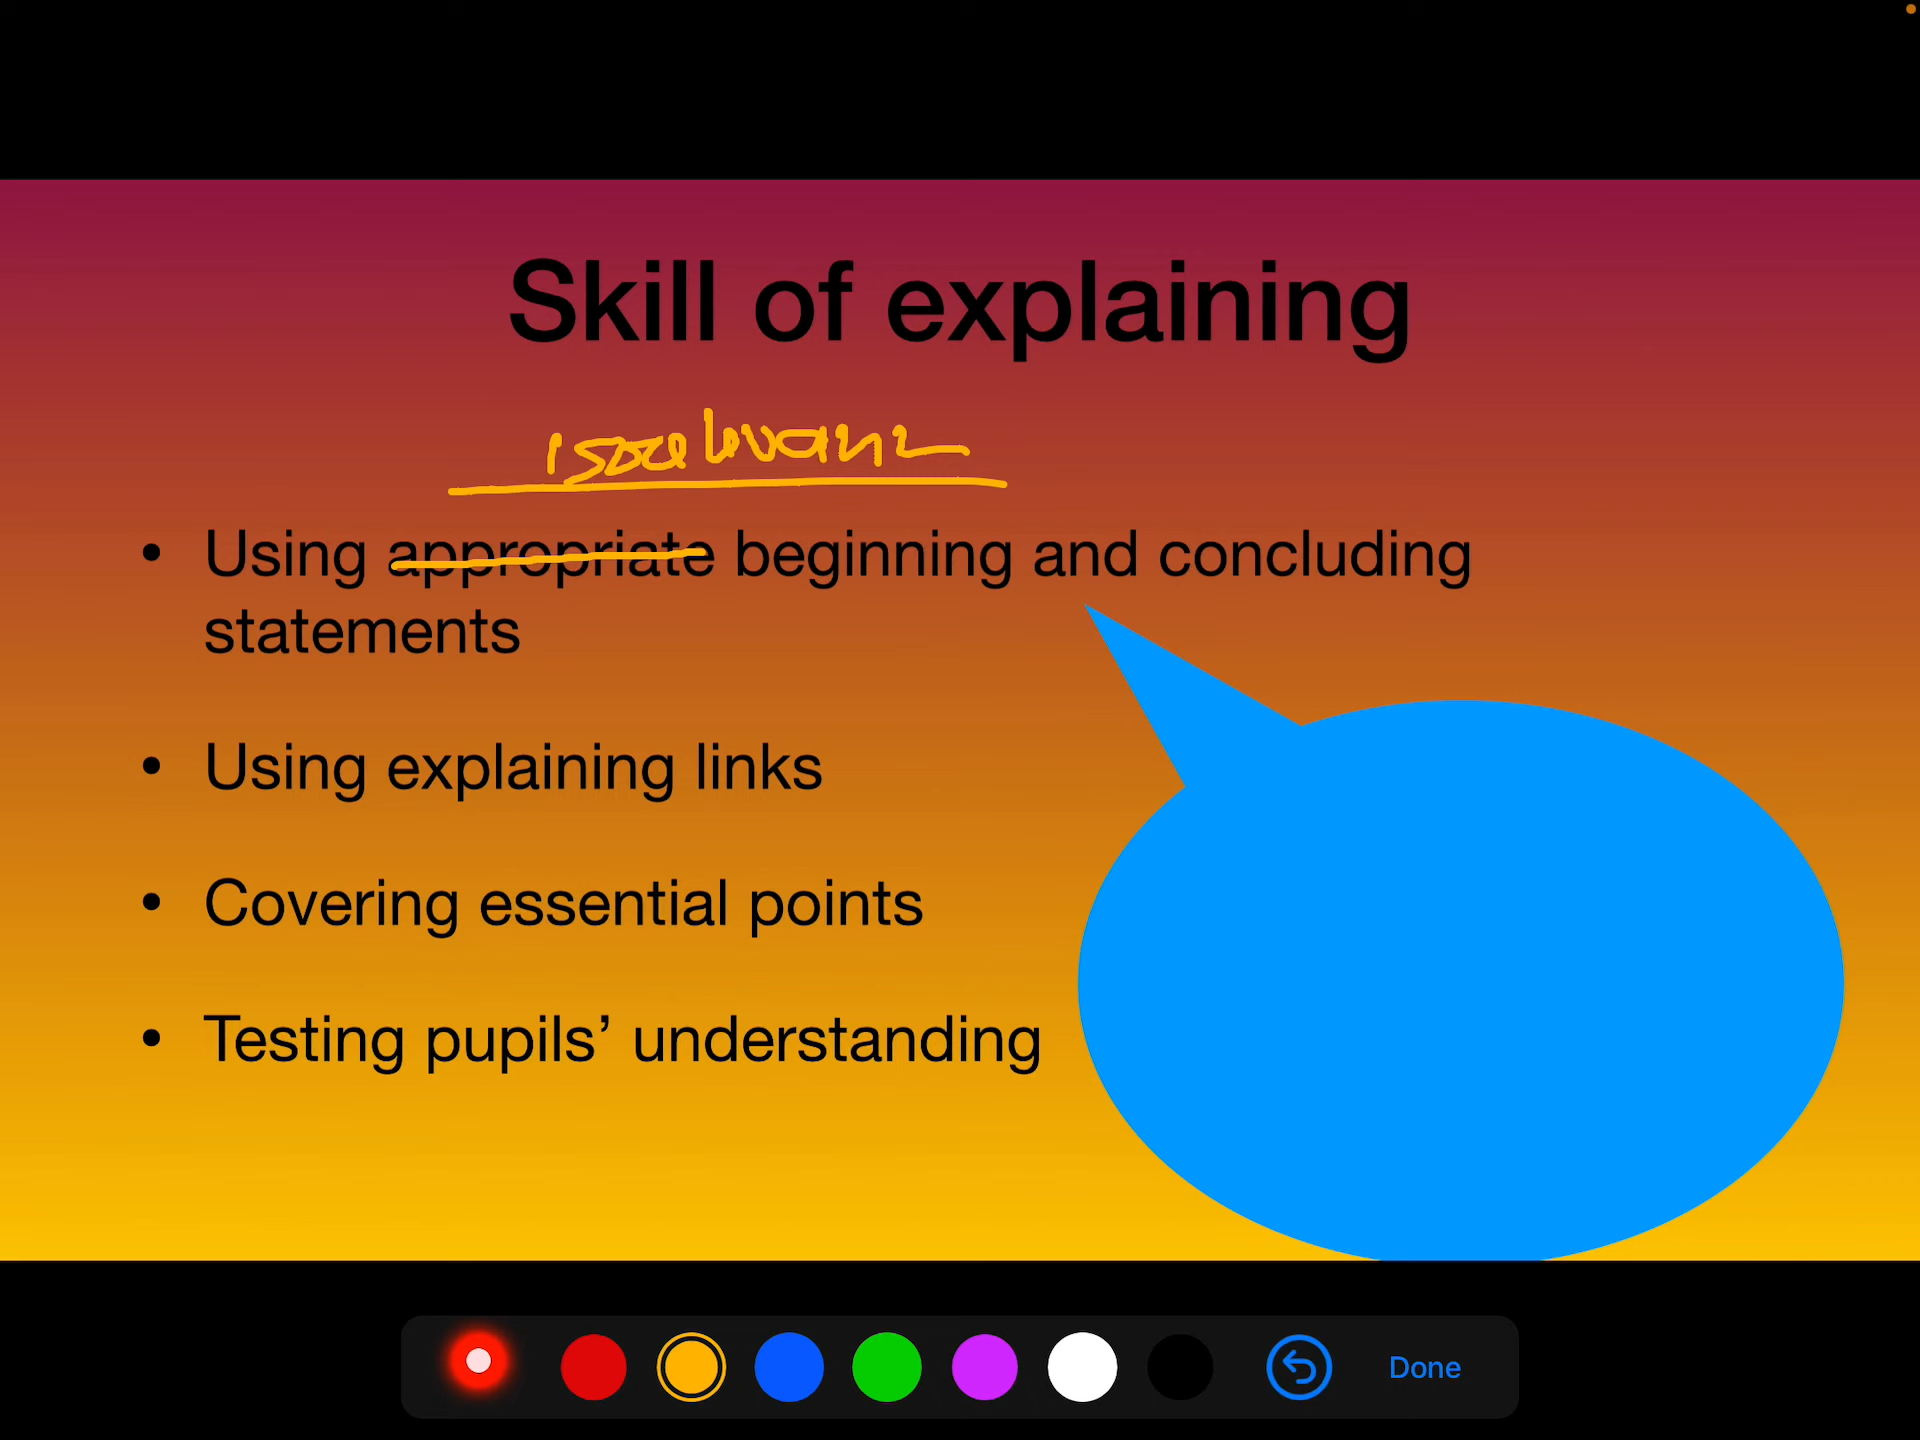 Skill of explaining
• Using appropriate beginning and concluding
statements
• Using explaining links
• Covering essential points
• Testing pupils’ understanding
Done